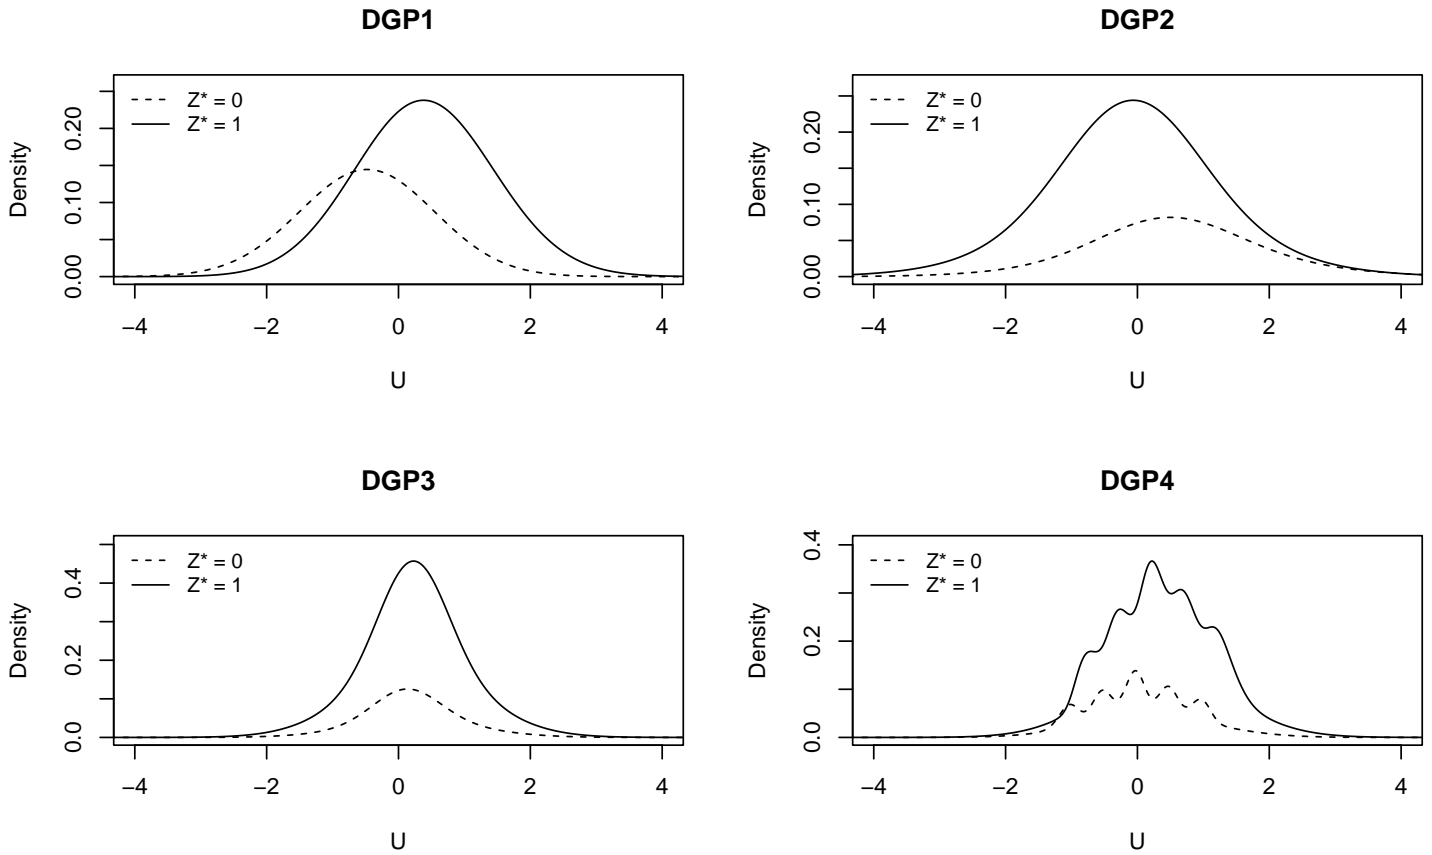 DGP1
Z* = 0
Z* = 1
Density
0.00 0.10 0.20
−4 −2 0 2 4
U
DGP2
Z* = 0
Z* = 1
Density
0.00 0.10 0.20
−4 −2 0 2 4
U
DGP3
Z* = 0
Z* = 1
Density
0.0 0.2 0.4
−4 −2 0 2 4
U
DGP4
Z* = 0
Z* = 1
Density
0.0 0.2 0.4
−4 −2 0 2 4
U